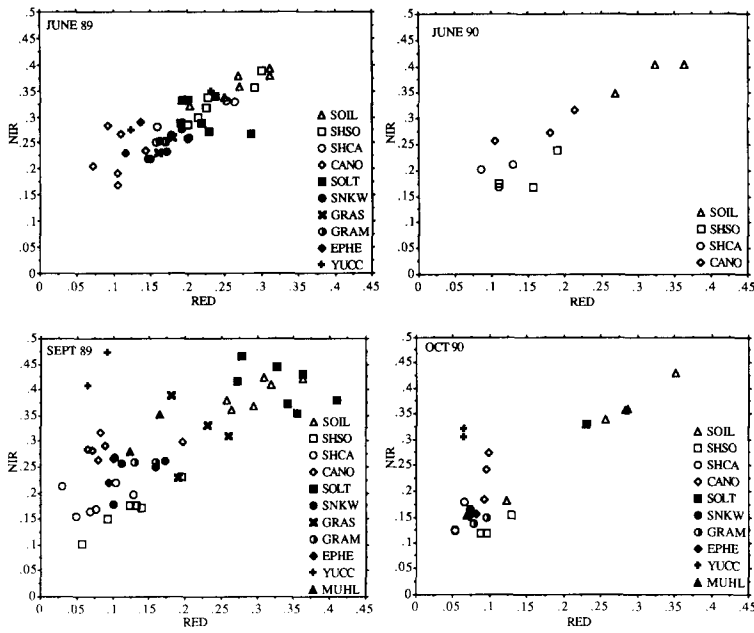 JUNE 89
NIR
.5
.45
.4
.35
.3
.25
.2
.15
.1
.05
0
0 .05 .1 .15 .2 .25 .3 .35 .4 .45
RED
SOIL
SHSO
SHCA
CANO
SOLT
SNKW
GRAS
GRAM
EPHE
YUCC
JUNE 90
NIR
.5
.45
.4
.35
.3
.25
.2
.15
.1
.05
0
0 .05 .1 .15 .2 .25 .3 .35 .4 .45
RED
SOIL
SHSO
SHCA
CANO
SEPT 89
NIR
.5
.45
.4
.35
.3
.25
.2
.15
.1
.05
0
0 .05 .1 .15 .2 .25 .3 .35 .4 .45
RED
SOIL
SHSO
SHCA
CANO
SOLT
SNKW
GRAS
GRAM
EPHE
YUCC
MUHL
OCT 90
NIR
.5
.45
.4
.35
.3
.25
.2
.15
.1
.05
0
0 .05 .1 .15 .2 .25 .3 .35 .4 .45
RED
SOIL
SHSO
SHCA
CANO
SOLT
SNKW
GRAM
EPHE
YUCC
MUHL